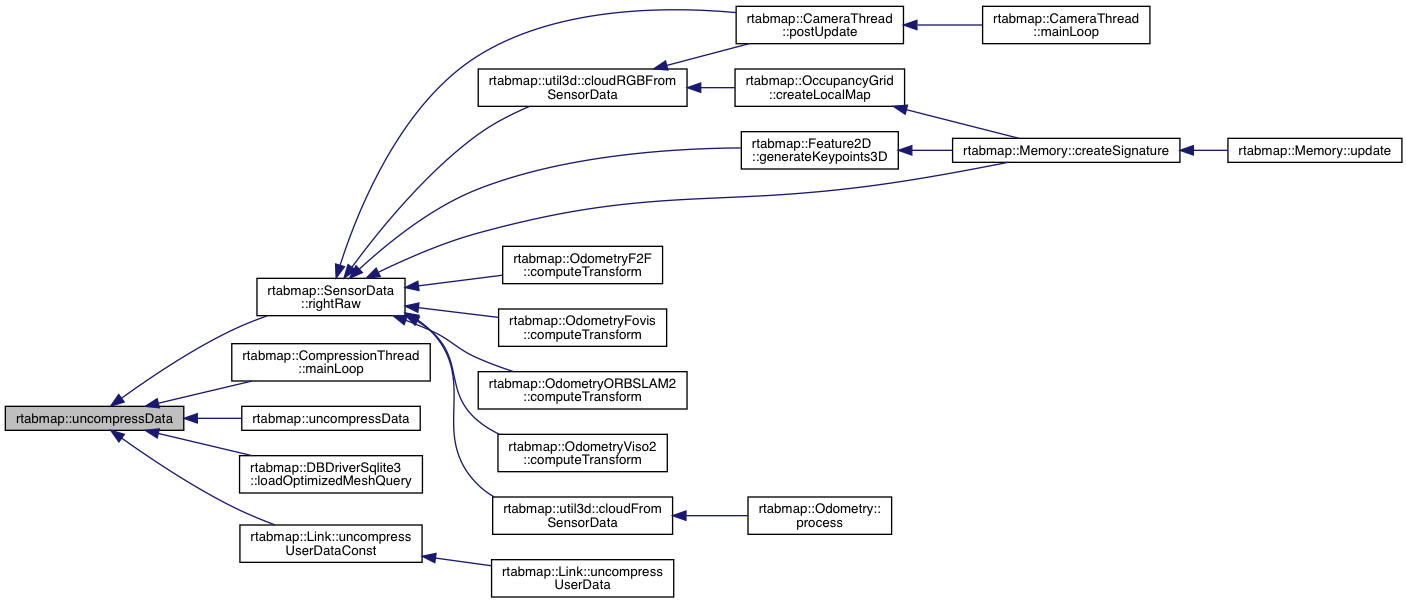 rtabmap::CameraThread
::postUpdate
rtabmap::CameraThread
::mainLoop
rtabmap::util3d::cloudRGBFrom
SensorData
rtabmap::OccupancyGrid
::createLocalMap
rtabmap::Feature2D
::generateKeypoints3D
rtabmap::Memory::createSignature
rtabmap::Memory::update
rtabmap::OdometryF2F
::computeTransform
rtabmap::SensorData
::rightRaw
rtabmap::OdometryFovis
::computeTransform
rtabmap::CompressionThread
::mainLoop
rtabmap::OdometryORBSLAM2
::computeTransform
rtabmap::uncompressData
rtabmap::uncompressData
rtabmap::OdometryViso2
::computeTransform
rtabmap::DBDriverSqlite3
::loadOptimizedMeshQuery
rtabmap::util3d::cloudFrom
SensorData
rtabmap::Odometry::
process
rtabmap::Link::uncompress
UserDataConst
rtabmap::Link::uncompress
UserData